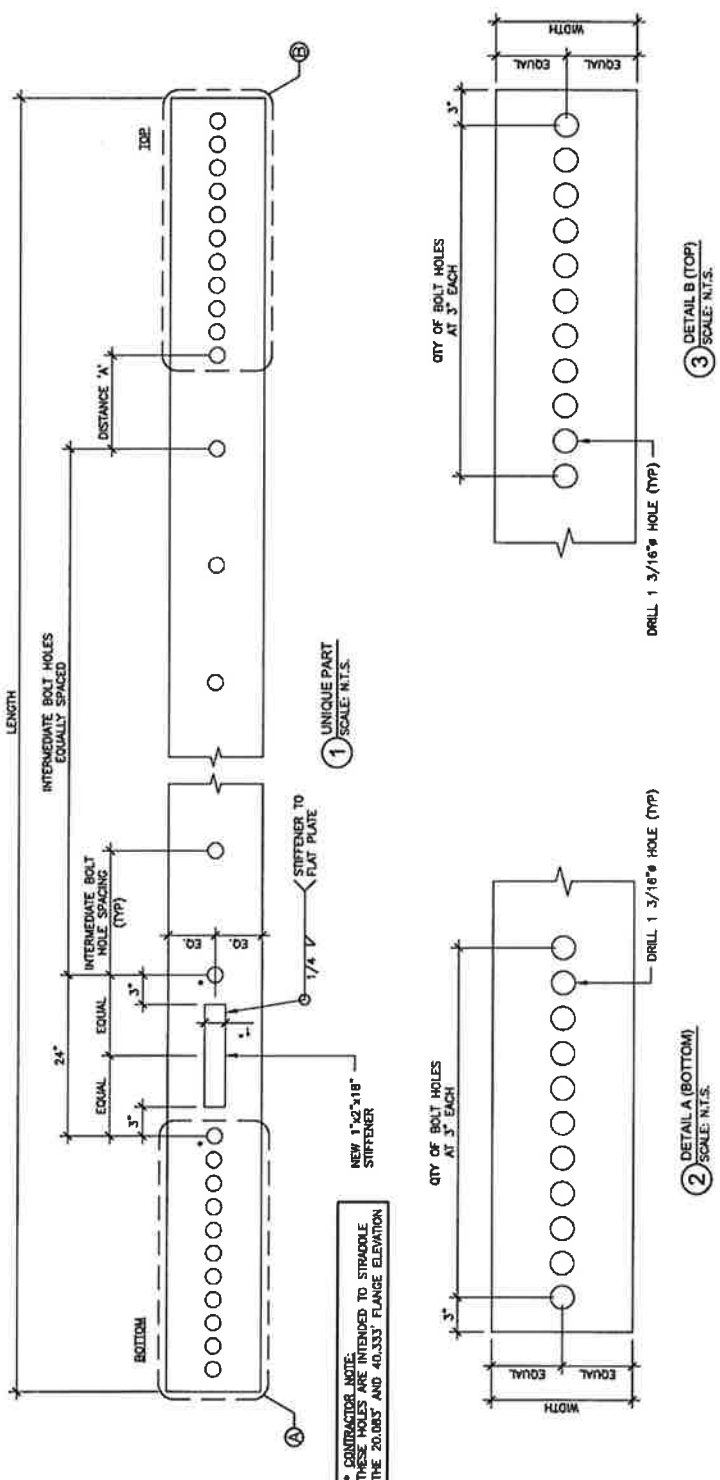 LENGTH
INTERMEDIATE BOLT HOLES
EQUALLY SPACED
24"
EQUAL
EQUAL
INTERMEDIATE BOLT
HOLE SPACING
(TYP)
DISTANCE 'A'
3"
3"
BOTTOM
TOP
*
*
EQ.
EQ.
1"
A
B
NEW 1"x2"x18"
STIFFENER
1/4
STIFFENER TO
FLAT PLATE
* CONTRACTOR NOTE:
THESE HOLES ARE INTENDED TO STRADDLE
THE 20.083' AND 40.333' FLANGE ELEVATION
1 UNIQUE PART
SCALE: N.T.S.
QTY OF BOLT HOLES
AT 3" EACH
3"
WIDTH
EQUAL
EQUAL
DRILL 1 3/16"ø HOLE (TYP)
2 DETAIL A (BOTTOM)
SCALE: N.T.S.
QTY OF BOLT HOLES
AT 3" EACH
3"
EQUAL
EQUAL
WIDTH
DRILL 1 3/16"ø HOLE (TYP)
3 DETAIL B (TOP)
SCALE: N.T.S.